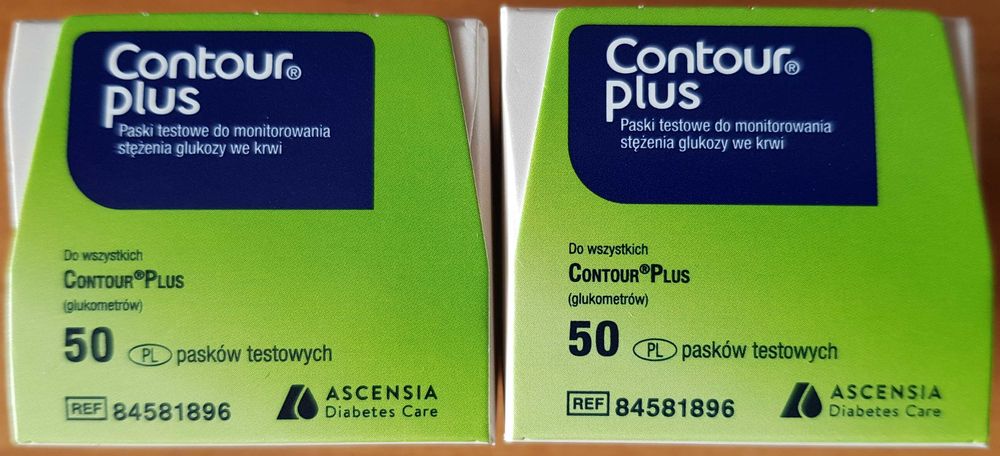 Contour®
plus
Paski testowe do monitorowania
stężenia glukozy we krwi
Do wszystkich
CONTOUR®PLUS
(glukometrów)
50 PL pasków testowych
REF 84581896
ASCENSIA
Diabetes Care
Contour®
plus
Paski testowe do monitorowania
stężenia glukozy we krwi
Do wszystkich
CONTOUR®PLUS
(glukometrów)
50 PL pasków testowych
REF 84581896
ASCENSIA
Diabetes Care